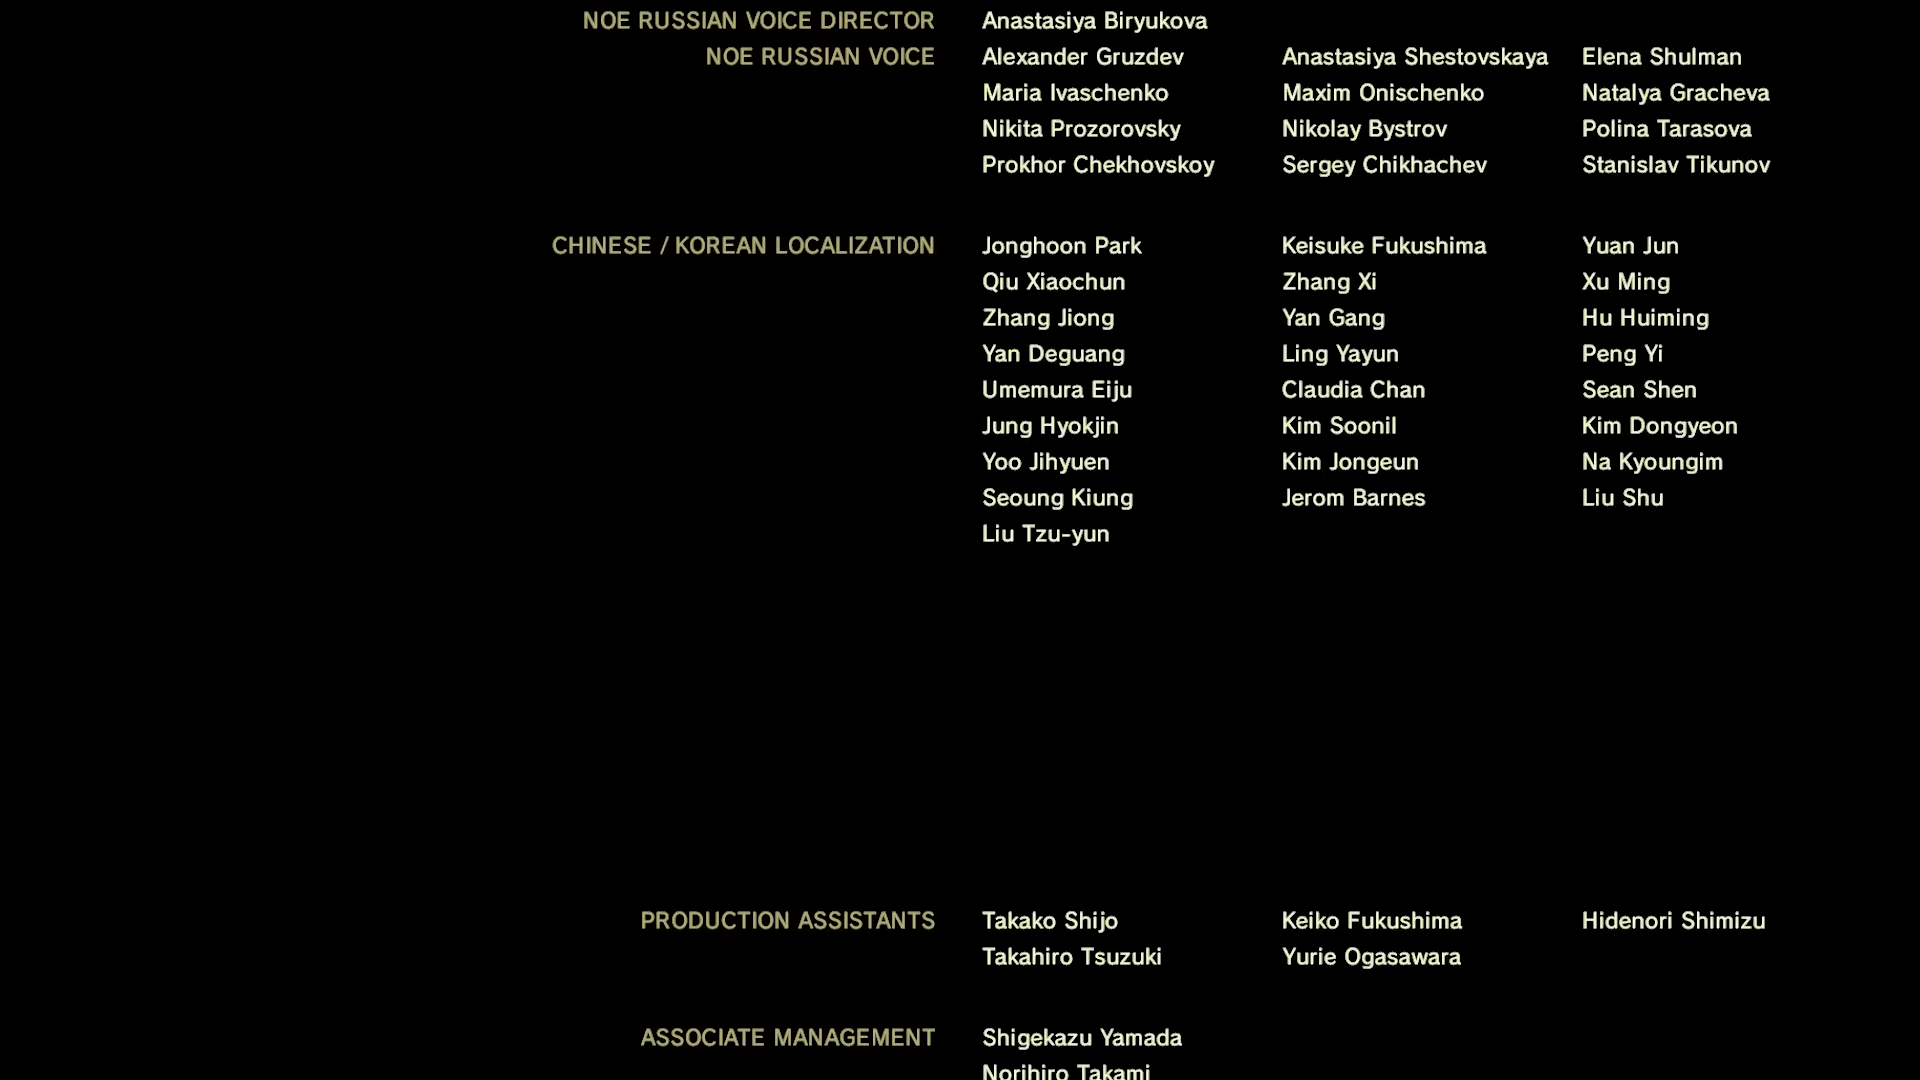 NOE RUSSIAN VOICE DIRECTOR Anastasiya Biryukova
NOE RUSSIAN VOICE Alexander Gruzdev Anastasiya Shestovskaya Elena Shulman
Maria Ivaschenko Maxim Onischenko Natalya Gracheva
Nikita Prozorovsky Nikolay Bystrov Polina Tarasova
Prokhor Chekhovskoy Sergey Chikhachev Stanislav Tikunov
CHINESE / KOREAN LOCALIZATION Jonghoon Park Keisuke Fukushima Yuan Jun
Qiu Xiaochun Zhang Xi Xu Ming
Zhang Jiong Yan Gang Hu Huiming
Yan Deguang Ling Yayun Peng Yi
Umemura Eiju Claudia Chan Sean Shen
Jung Hyokjin Kim Soonil Kim Dongyeon
Yoo Jihyuen Kim Jongeun Na Kyoungim
Seoung Kiung Jerom Barnes Liu Shu
Liu Tzu-yun
PRODUCTION ASSISTANTS Takako Shijo Keiko Fukushima Hidenori Shimizu
Takahiro Tsuzuki Yurie Ogasawara
ASSOCIATE MANAGEMENT Shigekazu Yamada
Norihiro Takami